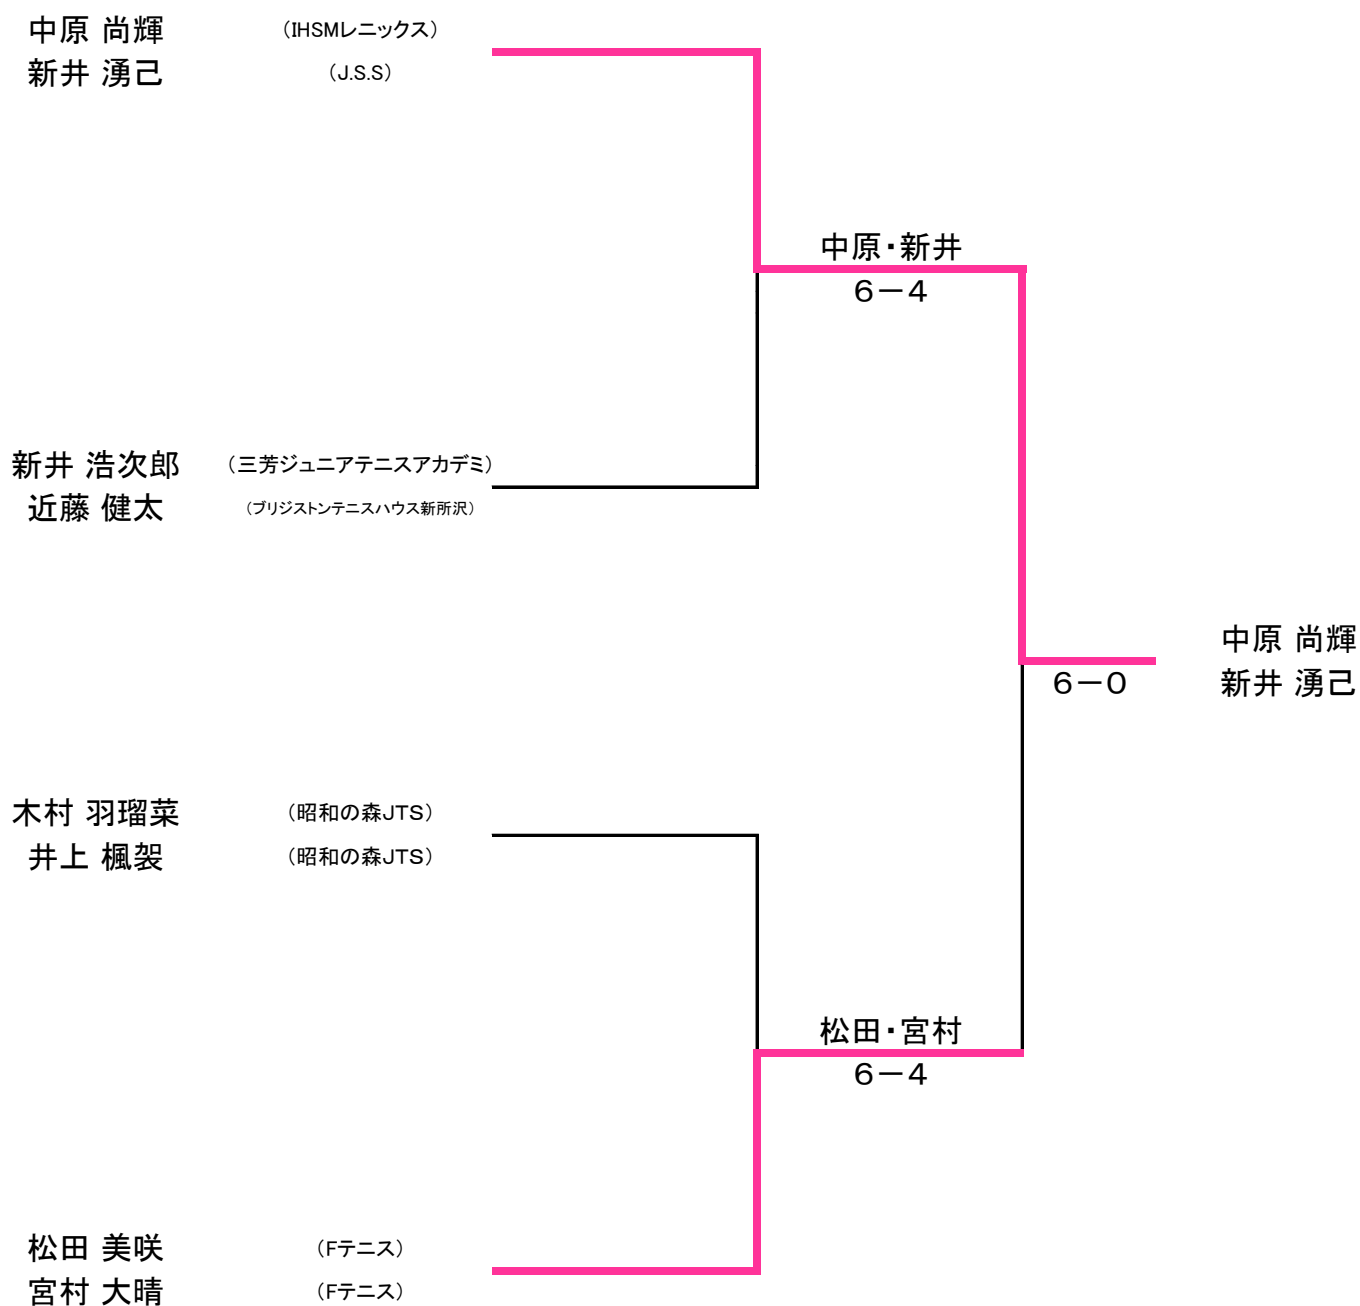 中原 尚輝 （IHSMレニックス）
新井 湧己 （J.S.S）
中原・新井
６－４
新井 浩次郎 （三芳ジュニアテニスアカデミ）
近藤 健太 （ブリジストンテニスハウス新所沢）
中原 尚輝
６－０ 新井 湧己
木村 羽瑠菜 （昭和の森JTS）
井上 楓袈 （昭和の森JTS）
松田・宮村
６－４
松田 美咲 （Fテニス）
宮村 大晴 （Fテニス）